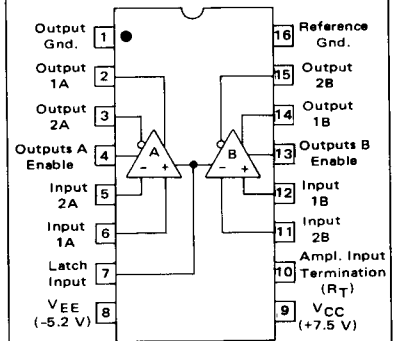 Output
Gnd.
1
Output
1A
2
Output
2A
3
Outputs A
Enable
4
Input
2A
5
Input
1A
6
Latch
Input
7
VEE
(-5.2 V)
8
A
- +
B
- +
16
Reference
Gnd.
15
Output
2B
14
Output
1B
13
Outputs B
Enable
12
Input
1B
11
Input
2B
10
Ampl. Input
Termination
(RT)
9
VCC
(+7.5 V)